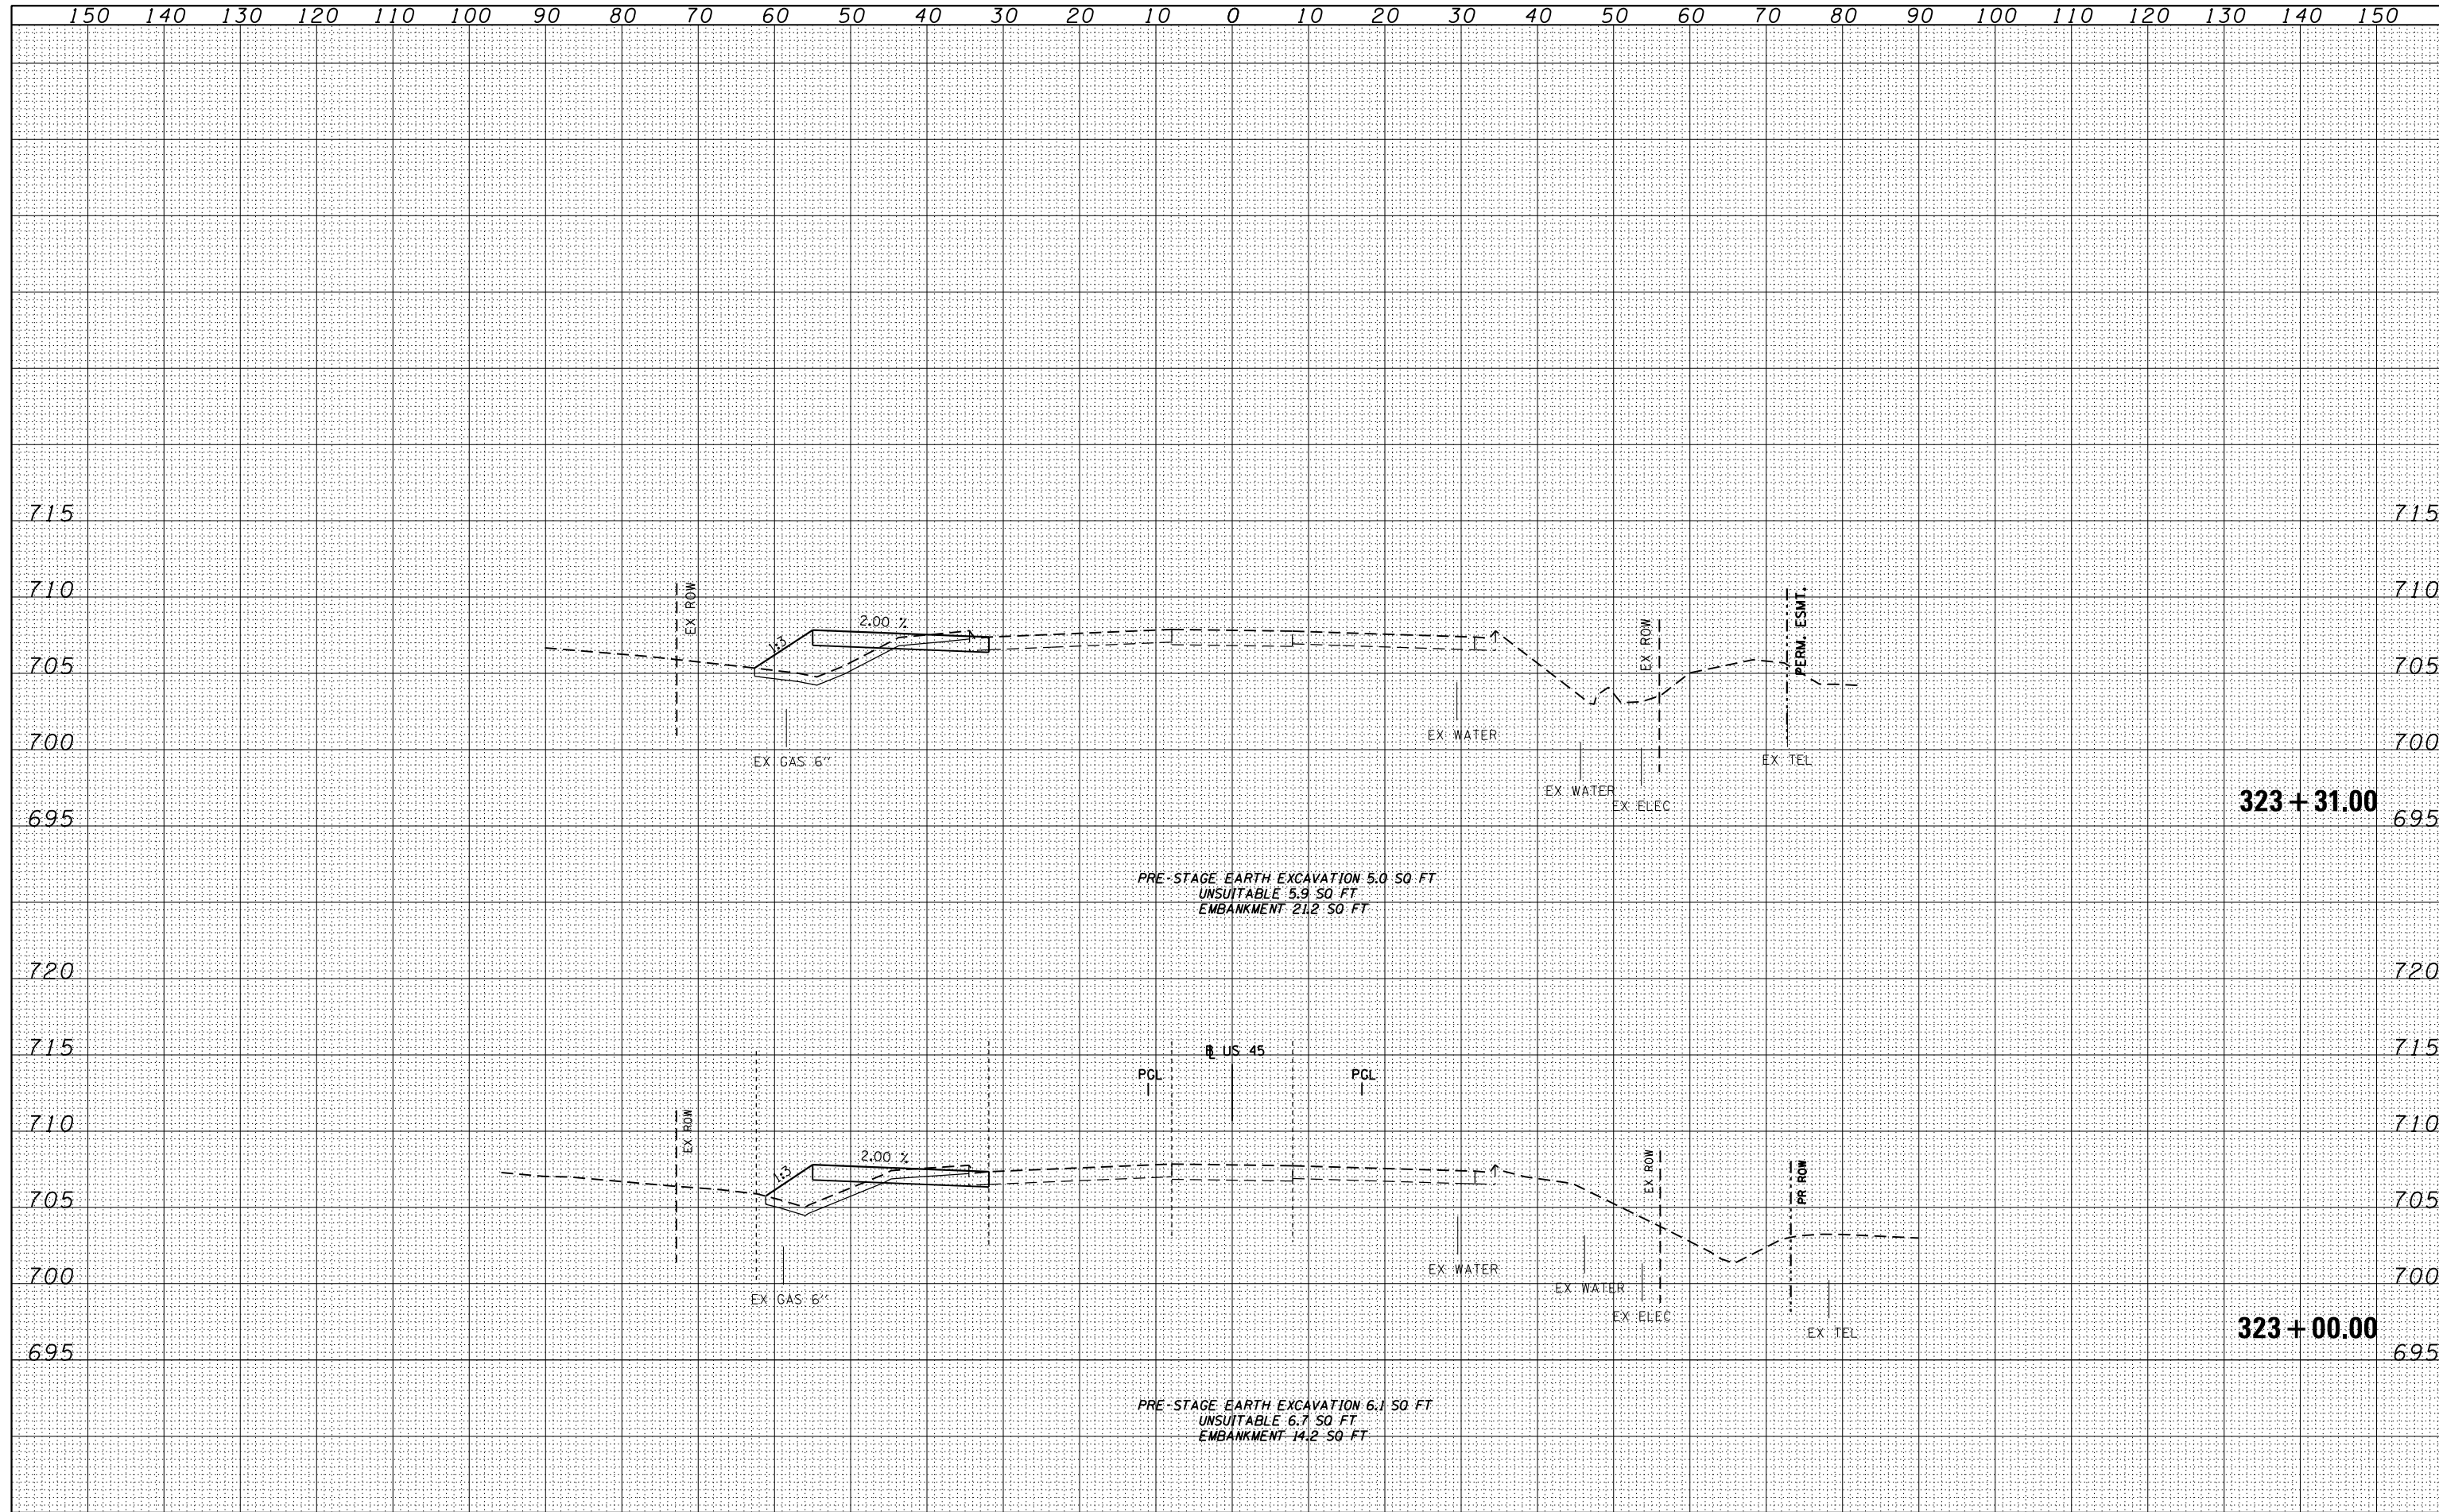 150 140 130 120 110 100 90 80 70 60 50 40 30 20 10 0 10 20 30 40 50 60 70 80 90 100 110 120 130 140 150
715 715
710 EX ROW PERM. ESMT. 710
2.00 %
1:3
EX ROW
705 705
700 EX WATER 700
EX GAS 6" EX TEL
EX WATER
EX ELEC
323+31.00
695 695
PRE-STAGE EARTH EXCAVATION 5.0 SQ FT
UNSUITABLE 5.9 SQ FT
EMBANKMENT 21.2 SQ FT
720 720
715 ℄ US 45 715
PGL PGL
710 EX ROW 710
2.00 %
1:3
EX ROW PR ROW
705 705
EX WATER
700 EX WATER 700
EX GAS 6"
EX ELEC
EX TEL
323+00.00
695 695
PRE-STAGE EARTH EXCAVATION 6.1 SQ FT
UNSUITABLE 6.7 SQ FT
EMBANKMENT 14.2 SQ FT